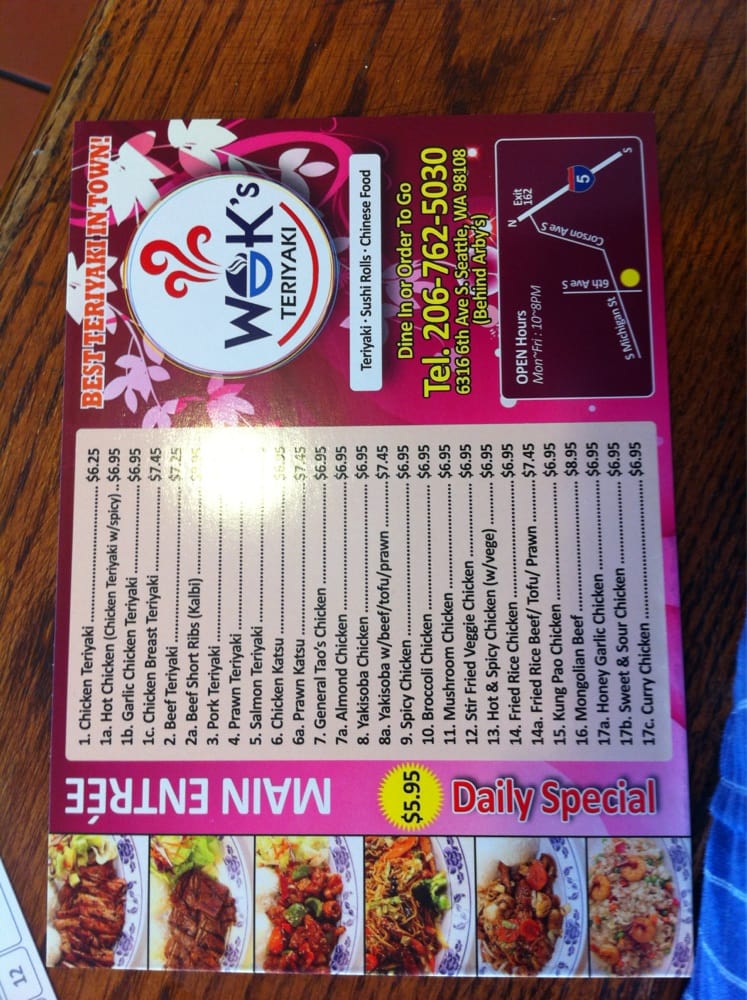 BEST TERIYAKI IN TOWN!
WOK's
TERIYAKI
Teriyaki · Sushi Rolls · Chinese Food
Dine In or Order To Go
Tel. 206-762-5030
6316 6th Ave S. Seattle, WA 98108
(Behind Arby's)
OPEN Hours
Mon~Fri : 10~8PM
N
Exit
162
5
S
Corson Ave S
6th Ave S
S Michigan St
MAIN ENTRÉE
$5.95
Daily Special
1. Chicken Teriyaki $6.25
1a. Hot Chicken (Chicken Teriyaki w/spicy) $6.95
1b. Garlic Chicken Teriyaki $6.95
1c. Chicken Breast Teriyaki $7.45
2. Beef Teriyaki $7.25
2a. Beef Short Ribs (Kalbi)
3. Pork Teriyaki
4. Prawn Teriyaki
5. Salmon Teriyaki
6. Chicken Katsu $6.95
6a. Prawn Katsu $7.45
7. General Tao's Chicken $6.95
7a. Almond Chicken $6.95
8. Yakisoba Chicken $6.95
8a. Yakisoba w/beef/tofu/prawn $7.45
9. Spicy Chicken $6.95
10. Broccoli Chicken $6.95
11. Mushroom Chicken $6.95
12. Stir Fried Veggie Chicken $6.95
13. Hot & Spicy Chicken (w/vege) $6.95
14. Fried Rice Chicken $6.95
14a. Fried Rice Beef/ Tofu/ Prawn $7.45
15. Kung Pao Chicken $6.95
16. Mongolian Beef $8.95
17a. Honey Garlic Chicken $6.95
17b. Sweet & Sour Chicken $6.95
17c. Curry Chicken $6.95
12